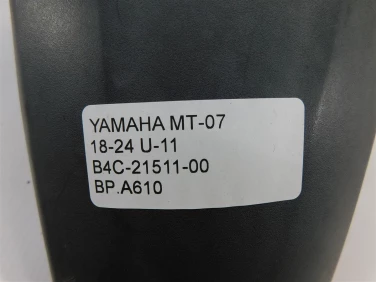 YAMAHA MT-07
18-24 U-11
B4C-21511-00
BP.A610